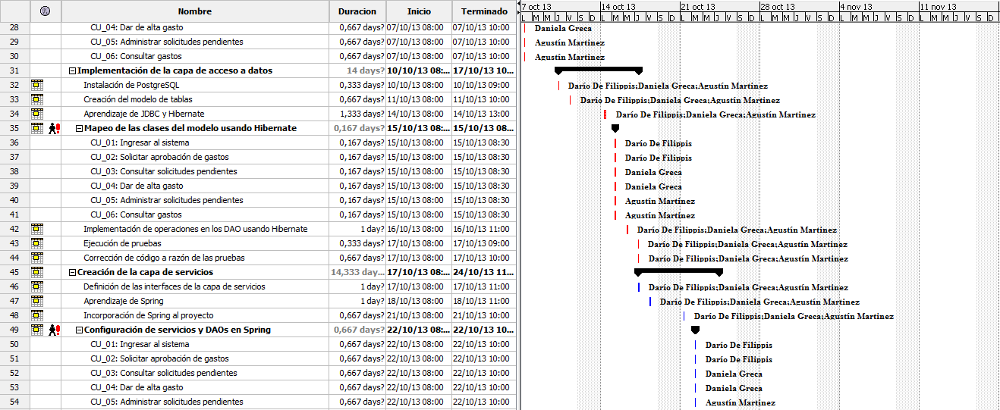 Nombre Duracion Inicio Terminado 7 oct 13 14 oct 13 21 oct 13 28 oct 13 4 nov 13 11 nov 13
L M M J V S D L M M J V S D L M M J V S D L M M J V S D L M M J V S D L M M J V S D
28 CU_04: Dar de alta gasto 0,667 days? 07/10/13 08:00 07/10/13 10:00 Daniela Greca
29 CU_05: Administrar solicitudes pendientes 0,667 days? 07/10/13 08:00 07/10/13 10:00 Agustín Martinez
30 CU_06: Consultar gastos 0,667 days? 07/10/13 08:00 07/10/13 10:00 Agustín Martinez
31 Implementación de la capa de acceso a datos 14 days? 10/10/13 08:... 17/10/13 10...
32 Instalación de PostgreSQL 0,333 days? 10/10/13 08:00 10/10/13 09:00 Darío De Filippis;Daniela Greca;Agustín Martinez
33 Creación del modelo de tablas 0,667 days? 11/10/13 08:00 11/10/13 10:00 Darío De Filippis;Daniela Greca;Agustín Martinez
34 Aprendizaje de JDBC y Hibernate 1,333 days? 14/10/13 08:00 14/10/13 13:00 Darío De Filippis;Daniela Greca;Agustín Martinez
35 Mapeo de las clases del modelo usando Hibernate 0,167 days? 15/10/13 08:... 15/10/13 08...
36 CU_01: Ingresar al sistema 0,167 days? 15/10/13 08:00 15/10/13 08:30 Darío De Filippis
37 CU_02: Solicitar aprobación de gastos 0,167 days? 15/10/13 08:00 15/10/13 08:30 Darío De Filippis
38 CU_03: Consultar solicitudes pendientes 0,167 days? 15/10/13 08:00 15/10/13 08:30 Daniela Greca
39 CU_04: Dar de alta gasto 0,167 days? 15/10/13 08:00 15/10/13 08:30 Daniela Greca
40 CU_05: Administrar solicitudes pendientes 0,167 days? 15/10/13 08:00 15/10/13 08:30 Agustín Martinez
41 CU_06: Consultar gastos 0,167 days? 15/10/13 08:00 15/10/13 08:30 Agustín Martinez
42 Implementación de operaciones en los DAO usando Hibernate 1 day? 16/10/13 08:00 16/10/13 11:00 Darío De Filippis;Daniela Greca;Agustín Martinez
43 Ejecución de pruebas 0,333 days? 17/10/13 08:00 17/10/13 09:00 Darío De Filippis;Daniela Greca;Agustín Martinez
44 Corrección de código a razón de las pruebas 0,667 days? 17/10/13 08:00 17/10/13 10:00 Darío De Filippis;Daniela Greca;Agustín Martinez
45 Creación de la capa de servicios 14,333 day... 17/10/13 08:... 24/10/13 11...
46 Definición de las interfaces de la capa de servicios 1 day? 17/10/13 08:00 17/10/13 11:00 Darío De Filippis;Daniela Greca;Agustín Martinez
47 Aprendizaje de Spring 1 day? 18/10/13 08:00 18/10/13 11:00 Darío De Filippis;Daniela Greca;Agustín Martinez
48 Incorporación de Spring al proyecto 0,667 days? 21/10/13 08:00 21/10/13 10:00 Darío De Filippis;Daniela Greca;Agustín Martinez
49 Configuración de servicios y DAOs en Spring 0,667 days? 22/10/13 08:... 22/10/13 10...
50 CU_01: Ingresar al sistema 0,667 days? 22/10/13 08:00 22/10/13 10:00 Darío De Filippis
51 CU_02: Solicitar aprobación de gastos 0,667 days? 22/10/13 08:00 22/10/13 10:00 Darío De Filippis
52 CU_03: Consultar solicitudes pendientes 0,667 days? 22/10/13 08:00 22/10/13 10:00 Daniela Greca
53 CU_04: Dar de alta gasto 0,667 days? 22/10/13 08:00 22/10/13 10:00 Daniela Greca
54 CU_05: Administrar solicitudes pendientes 0,667 days? 22/10/13 08:00 22/10/13 10:00 Agustín Martinez